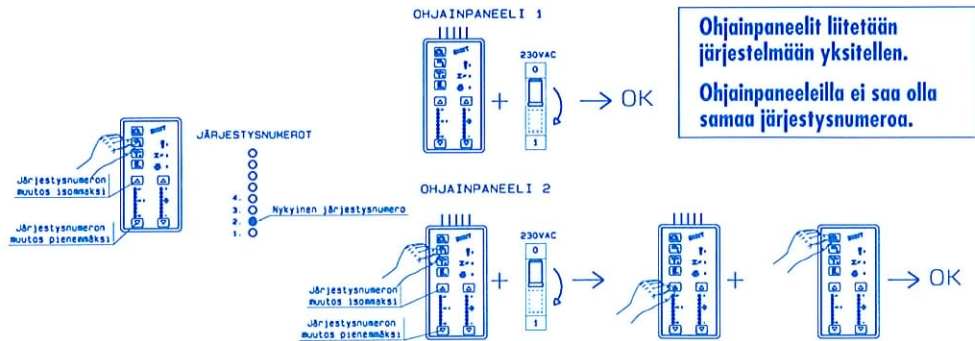 OHJAINPANEELI 1
230VAC
0
1
+
→ OK
Ohjainpaneelit liitetään
järjestelmään yksitellen.
Ohjainpaneeleilla ei saa olla
samaa järjestysnumeroa.
JÄRJESTYSNUMEROT
4.
3.
2.
1.
Nykyinen järjestysnumero
Järjestysnumeron
muutos isommaksi
Järjestysnumeron
muutos pienemmäksi
OHJAINPANEELI 2
230VAC
0
1
+
Järjestysnumeron
muutos isommaksi
Järjestysnumeron
muutos pienemmäksi
+
→ OK